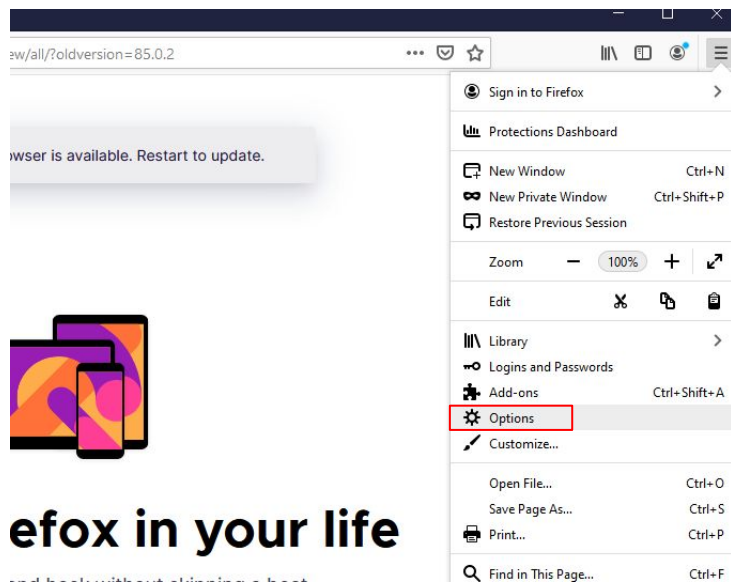 ew/all/?oldversion=85.0.2
Sign in to Firefox
Protections Dashboard
owser is available. Restart to update.
New Window Ctrl+N
New Private Window Ctrl+Shift+P
Restore Previous Session
Zoom 100%
Edit
Library
Logins and Passwords
Add-ons Ctrl+Shift+A
Options
Customize...
Open File... Ctrl+O
Save Page As... Ctrl+S
Print... Ctrl+P
Find in This Page... Ctrl+F
efox in your life